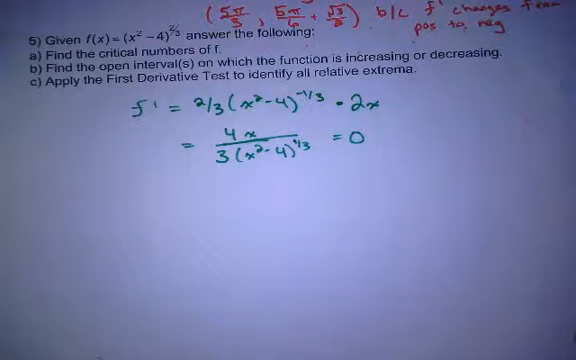 (5π/3, 5π/6 + √3/2) b/c f' changes from
pos to neg
5) Given f(x) = (x² – 4)^(2/3) answer the following:
a) Find the critical numbers of f.
b) Find the open interval(s) on which the function is increasing or decreasing.
c) Apply the First Derivative Test to identify all relative extrema.
f' = 2/3 (x² - 4)^(-1/3) • 2x
= 4x / 3(x² - 4)^(1/3) = 0